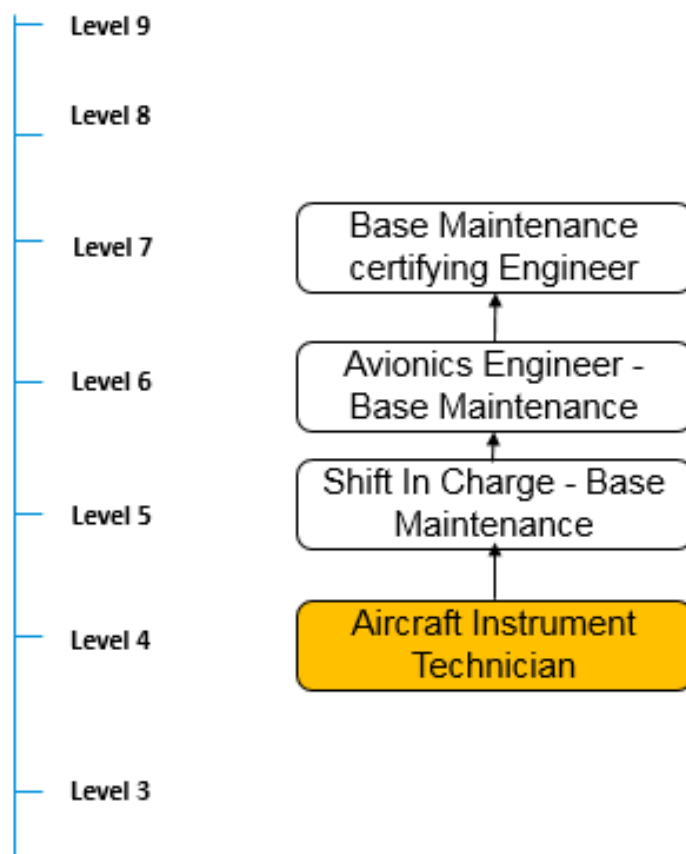 Level 9
Level 8
Level 7
Base Maintenance
certifying Engineer
Level 6
Avionics Engineer -
Base Maintenance
Level 5
Shift In Charge - Base
Maintenance
Level 4
Aircraft Instrument
Technician
Level 3